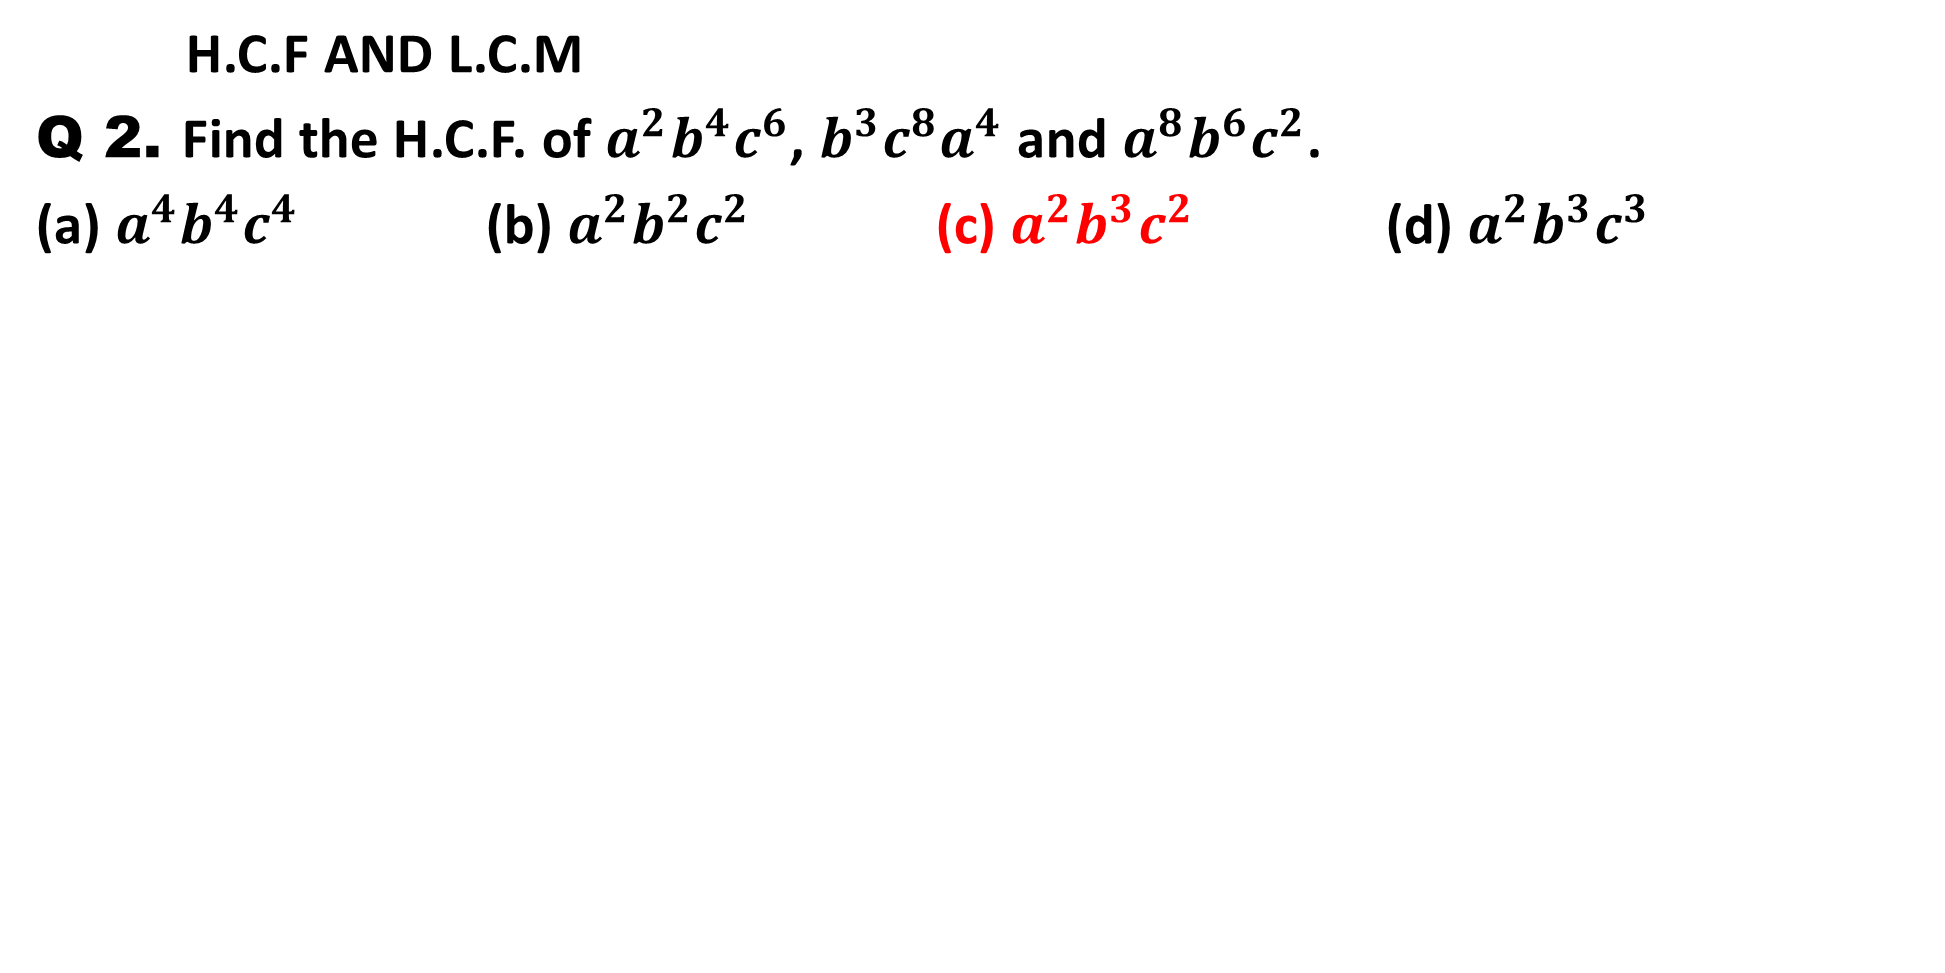 H.C.F AND L.C.M
Q 2. Find the H.C.F. of a²b⁴c⁶, b³c⁸a⁴ and a⁸b⁶c².
(a) a⁴b⁴c⁴ (b) a²b²c² (c) a²b³c² (d) a²b³c³